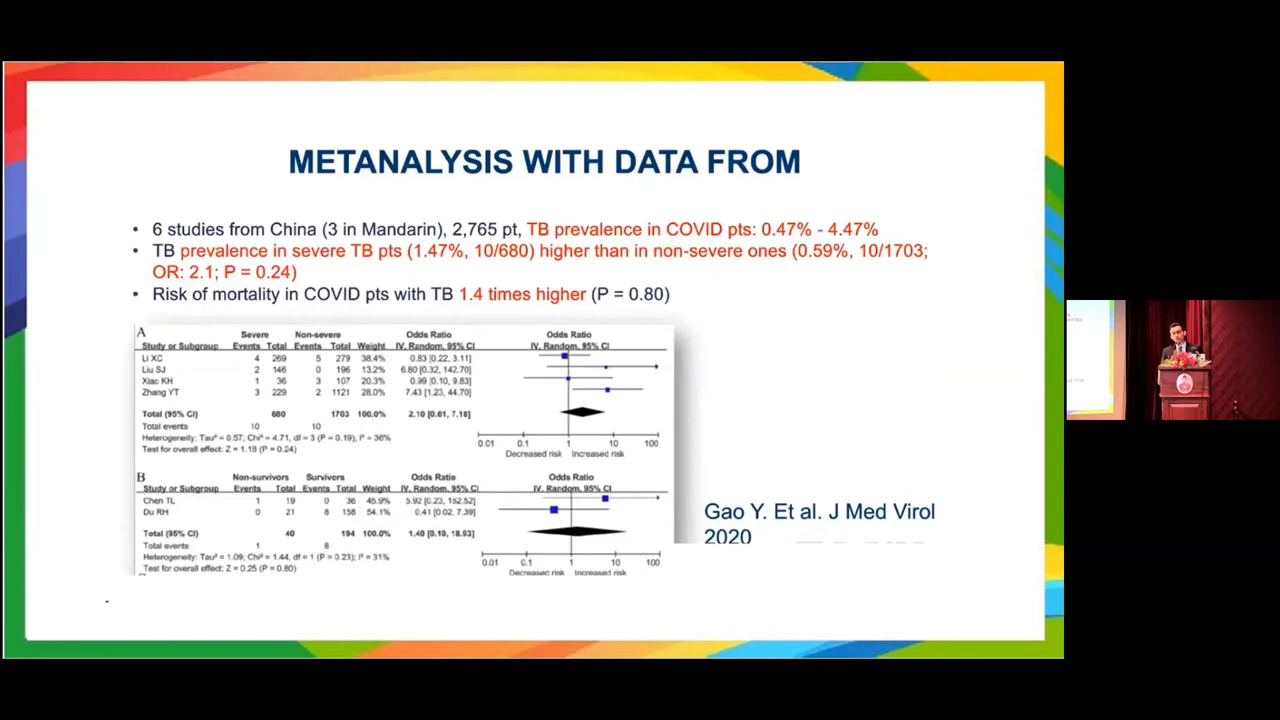 METANALYSIS WITH DATA FROM
• 6 studies from China (3 in Mandarin), 2,765 pt, TB prevalence in COVID pts: 0.47% - 4.47%
• TB prevalence in severe TB pts (1.47%, 10/680) higher than in non-severe ones (0.59%, 10/1703;
OR: 2.1; P = 0.24)
• Risk of mortality in COVID pts with TB 1.4 times higher (P = 0.80)
A
Severe Non-severe Odds Ratio Odds Ratio
Study or Subgroup Events Total Events Total Weight IV, Random, 95% CI IV, Random, 95% CI
Li XC 4 269 5 279 38.4% 0.83 [0.22, 3.11]
Liu SJ 2 146 0 196 13.2% 6.80 [0.32, 142.70]
Xiao KH 1 36 3 107 20.3% 0.99 [0.10, 9.83]
Zhang YT 3 229 2 1121 28.0% 7.43 [1.23, 44.70]
Total (95% CI) 680 1703 100.0% 2.10 [0.61, 7.18]
Total events 10 10
Heterogeneity: Tau² = 0.57; Chi² = 4.71, df = 3 (P = 0.19); I² = 36%
Test for overall effect: Z = 1.18 (P = 0.24)
0.01 0.1 1 10 100
Decreased risk Increased risk
B
Non-survivors Survivors Odds Ratio Odds Ratio
Study or Subgroup Events Total Events Total Weight IV, Random, 95% CI IV, Random, 95% CI
Chen TL 1 19 0 36 45.9% 5.92 [0.23, 152.52]
Du RH 0 21 8 158 54.1% 0.41 [0.02, 7.39]
Total (95% CI) 40 194 100.0% 1.40 [0.10, 18.93]
Total events 1 8
Heterogeneity: Tau² = 1.09; Chi² = 1.44, df = 1 (P = 0.23); I² = 31%
Test for overall effect: Z = 0.25 (P = 0.80)
0.01 0.1 1 10 100
Decreased risk Increased risk
Gao Y. Et al. J Med Virol
2020
-